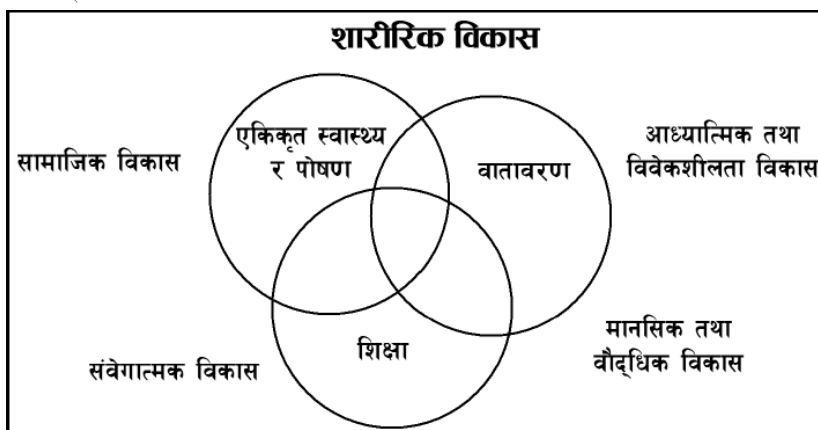 शारीरिक विकास
सामाजिक विकास
एकिकृत स्वास्थ्य
र पोषण
वातावरण
आध्यात्मिक तथा
विवेकशीलता विकास
संवेगात्मक विकास
शिक्षा
मानसिक तथा
वौद्धिक विकास